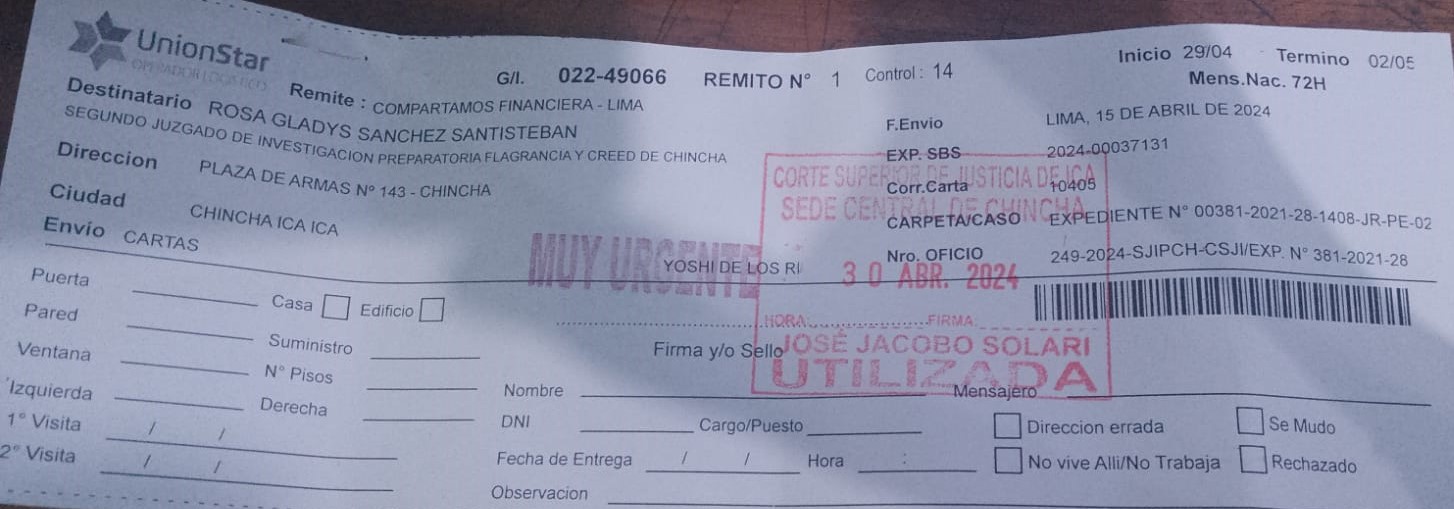 UnionStar
OPERADOR LOGISTICO
G/I. 022-49066 REMITO N° 1 Control : 14
Inicio 29/04 Termino 02/05
Mens.Nac. 72H
Remite : COMPARTAMOS FINANCIERA - LIMA
Destinatario ROSA GLADYS SANCHEZ SANTISTEBAN
SEGUNDO JUZGADO DE INVESTIGACION PREPARATORIA FLAGRANCIA Y CREED DE CHINCHA
Direccion PLAZA DE ARMAS Nº 143 - CHINCHA
Ciudad CHINCHA ICA ICA
Envio CARTAS
F.Envio LIMA, 15 DE ABRIL DE 2024
EXP. SBS 2024-00037131
Corr.Carta 10405
CARPETA/CASO EXPEDIENTE N° 00381-2021-28-1408-JR-PE-02
Nro. OFICIO 249-2024-SJIPCH-CSJI/EXP. N° 381-2021-28
CORTE SUPERIOR DE JUSTICIA DE ICA
SEDE CENTRAL DE CHINCHA
30 ABR. 2024
HORA: FIRMA:
JOSÉ JACOBO SOLARI
UTILIZADA
MUY URGENTE
YOSHI DE LOS RI
Puerta Casa Edificio
Pared Suministro
Ventana N° Pisos
Izquierda Derecha
1° Visita / /
2° Visita / /
Firma y/o Sello
Nombre Mensajero
DNI Cargo/Puesto
Fecha de Entrega / / Hora :
Observacion
Direccion errada Se Mudo
No vive Alli/No Trabaja Rechazado